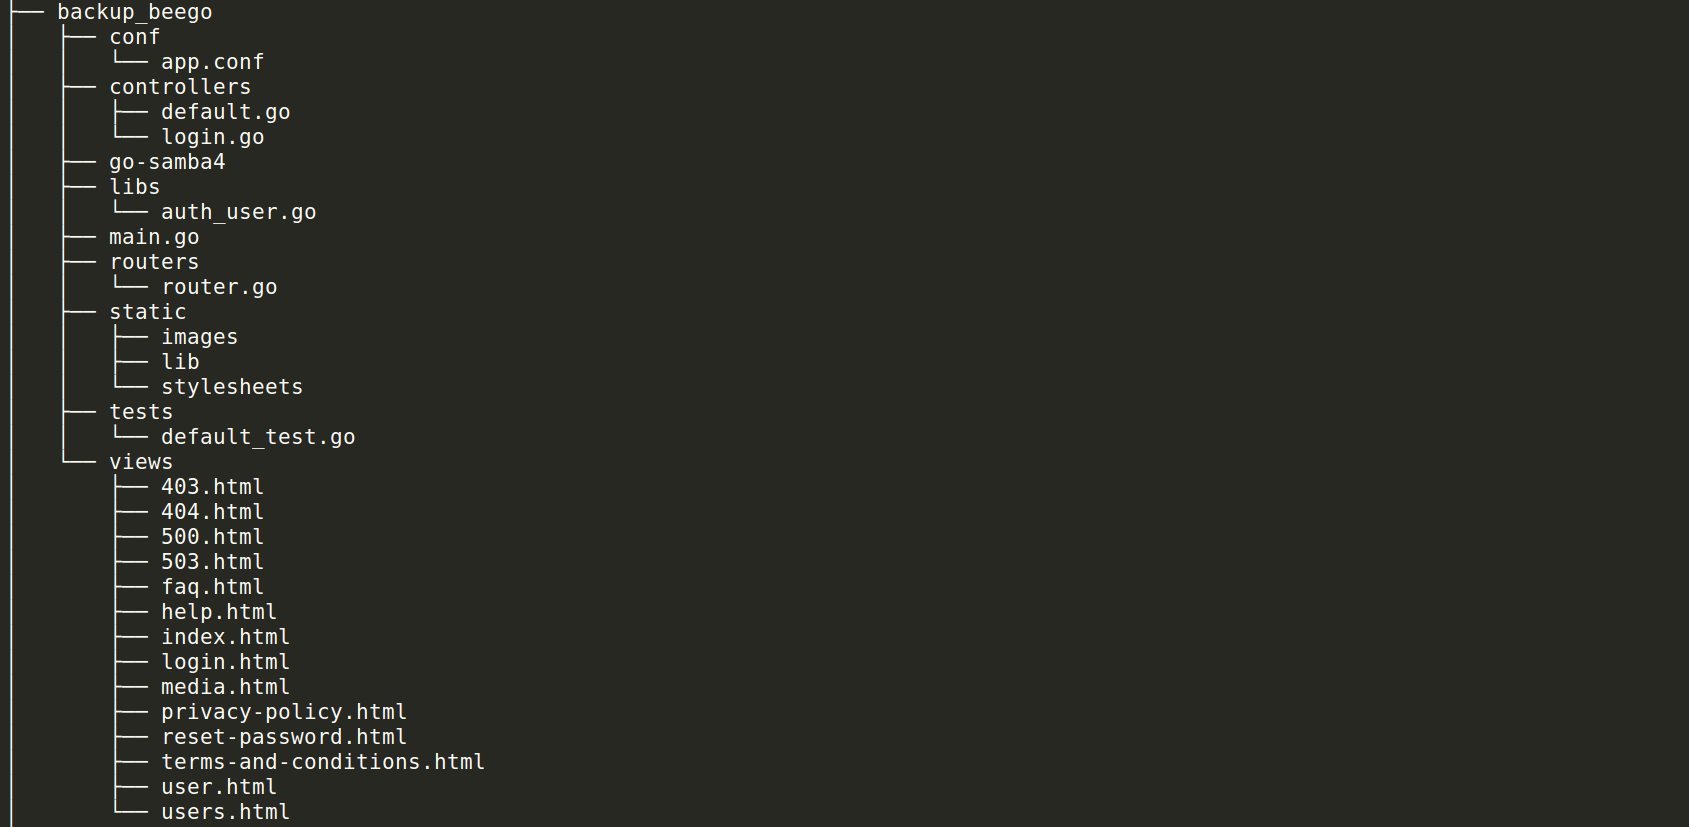 ├── backup_beego
│   ├── conf
│   │   └── app.conf
│   ├── controllers
│   │   ├── default.go
│   │   └── login.go
│   ├── go-samba4
│   ├── libs
│   │   └── auth_user.go
│   ├── main.go
│   ├── routers
│   │   └── router.go
│   ├── static
│   │   ├── images
│   │   ├── lib
│   │   └── stylesheets
│   ├── tests
│   │   └── default_test.go
│   └── views
│       ├── 403.html
│       ├── 404.html
│       ├── 500.html
│       ├── 503.html
│       ├── faq.html
│       ├── help.html
│       ├── index.html
│       ├── login.html
│       ├── media.html
│       ├── privacy-policy.html
│       ├── reset-password.html
│       ├── terms-and-conditions.html
│       ├── user.html
│       └── users.html